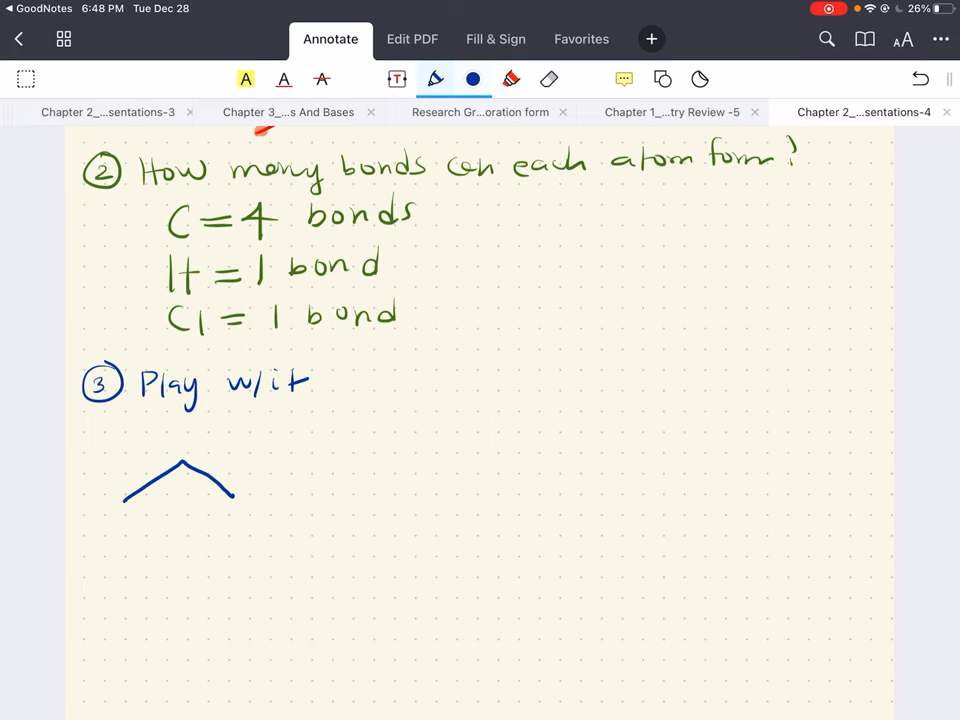 GoodNotes 6:48 PM Tue Dec 28 26%
Annotate Edit PDF Fill & Sign Favorites
A A A T AA
Chapter 2_...sentations-3 Chapter 3_...s And Bases Research Gr...oration form Chapter 1_...try Review -5 Chapter 2_...sentations-4
② How many bonds can each atom form?
C = 4 bonds
H = 1 bond
Cl = 1 bond
③ Play w/it